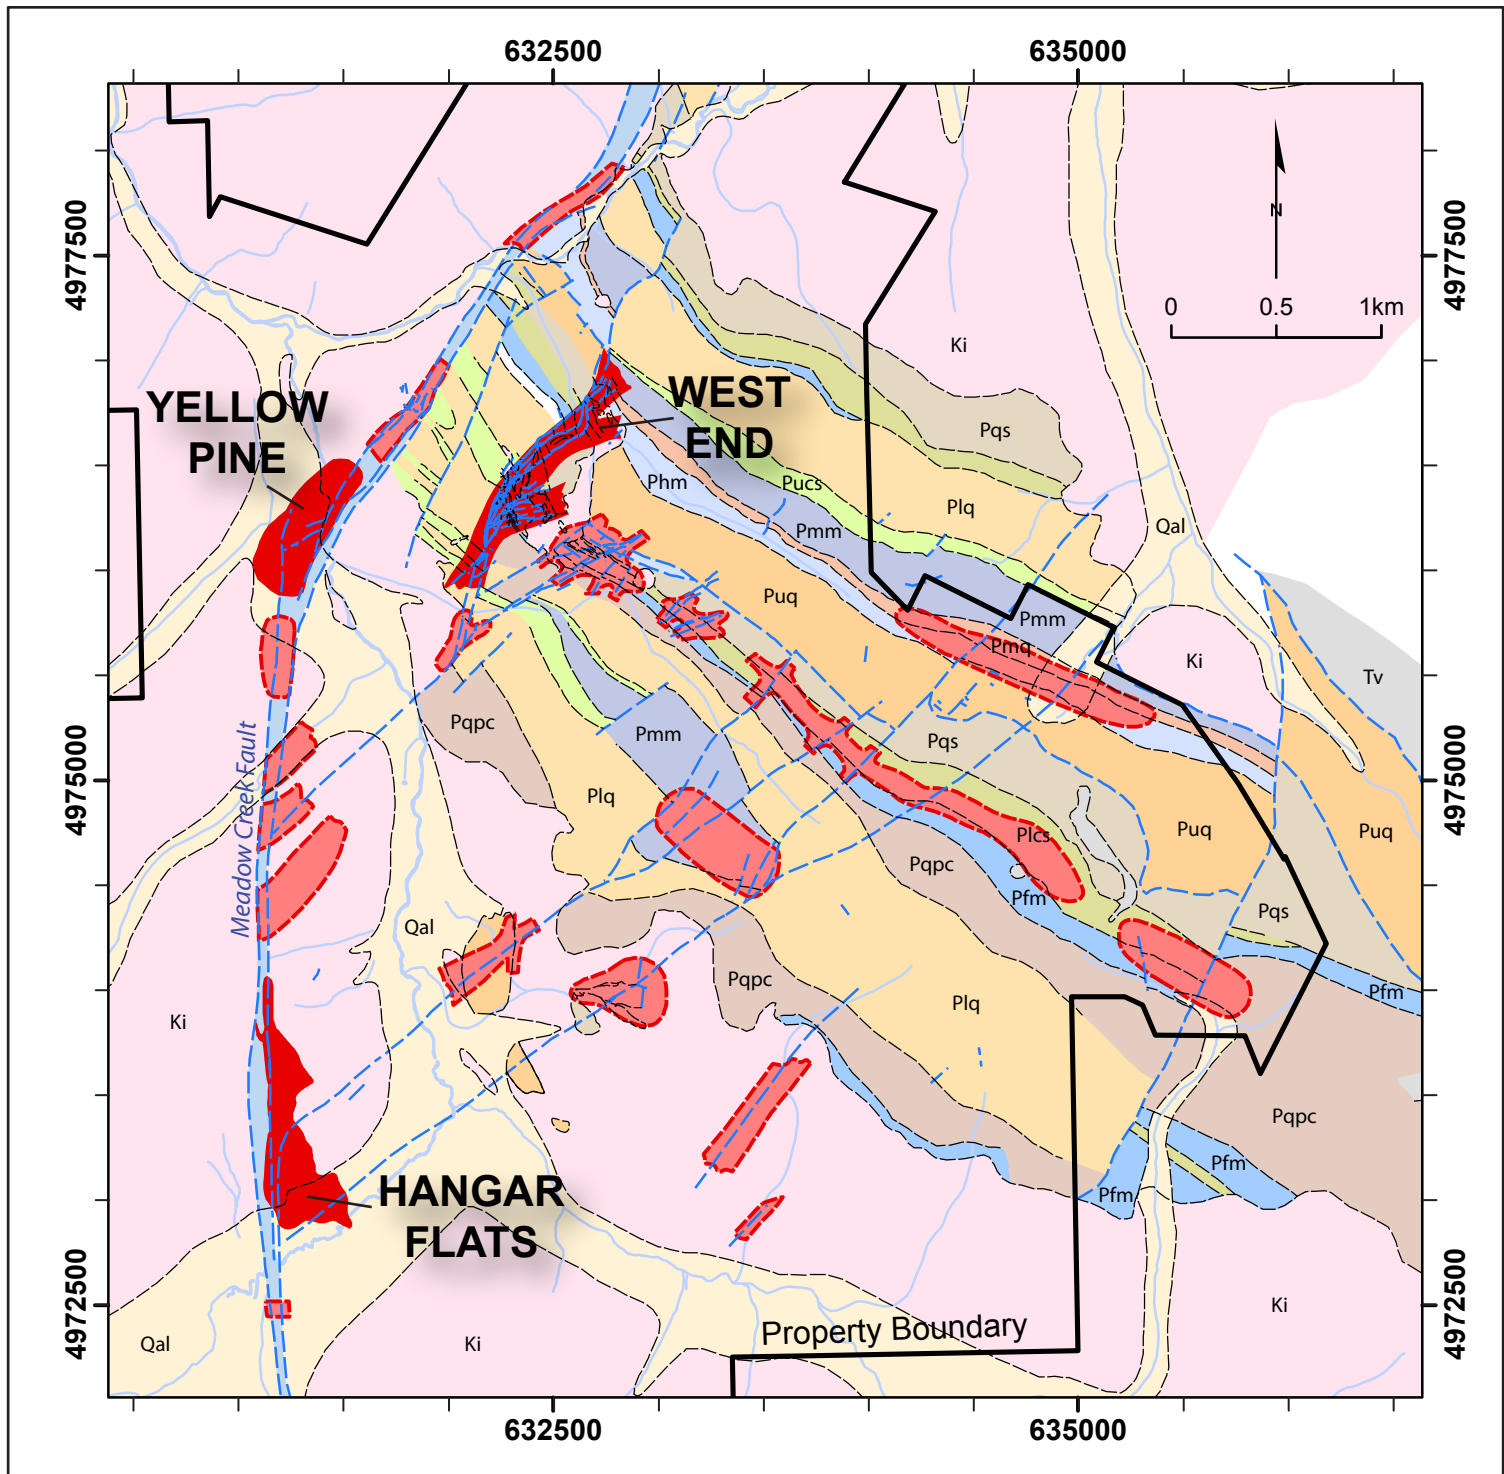 632500
635000
4977500
4977500
N
0 0.5 1km
Ki
YELLOW
PINE
WEST
END
Pqs
Phm
Pucs
Plq
Pmm
Qal
Puq
Pmm
Pmq
Ki
Tv
Pqpc
Pmm
Pqs
4975000
4975000
Meadow Creek Fault
Plq
Plcs
Puq
Puq
Pqpc
Pfm
Pqs
Qal
Pqpc
Plq
Pfm
Ki
Pqpc
Pfm
Pfm
HANGAR
FLATS
4972500
4972500
Ki
Property Boundary
Qal
Ki
632500
635000